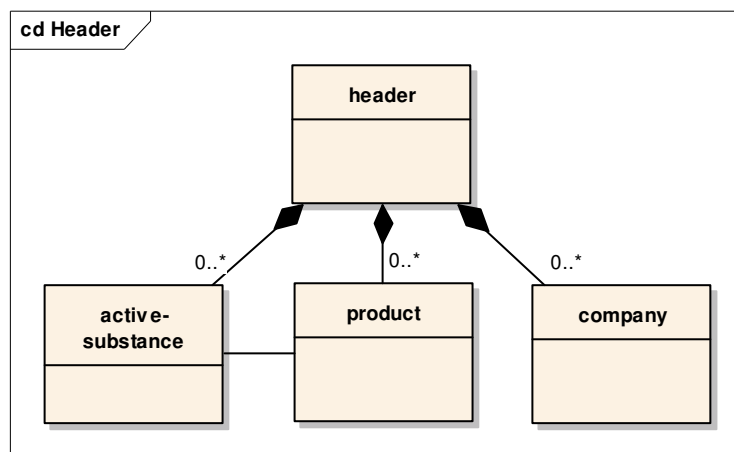 cd Header
header
0..*
0..*
0..*
active-
substance
product
company